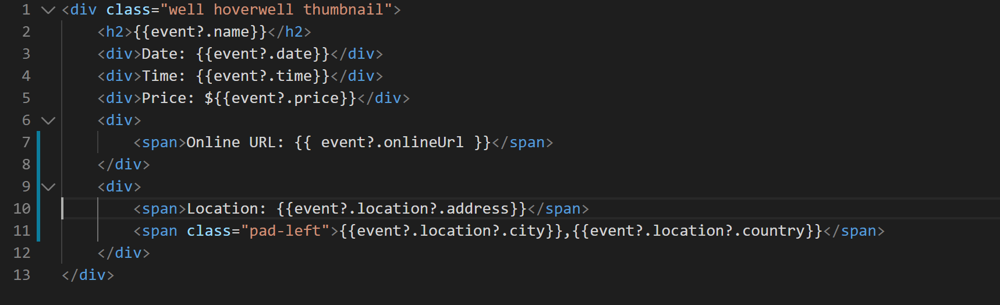 1 <div class="well hoverwell thumbnail">
2 <h2>{{event?.name}}</h2>
3 <div>Date: {{event?.date}}</div>
4 <div>Time: {{event?.time}}</div>
5 <div>Price: ${{event?.price}}</div>
6 <div>
7 <span>Online URL: {{ event?.onlineUrl }}</span>
8 </div>
9 <div>
10 <span>Location: {{event?.location?.address}}</span>
11 <span class="pad-left">{{event?.location?.city}},{{event?.location?.country}}</span>
12 </div>
13 </div>